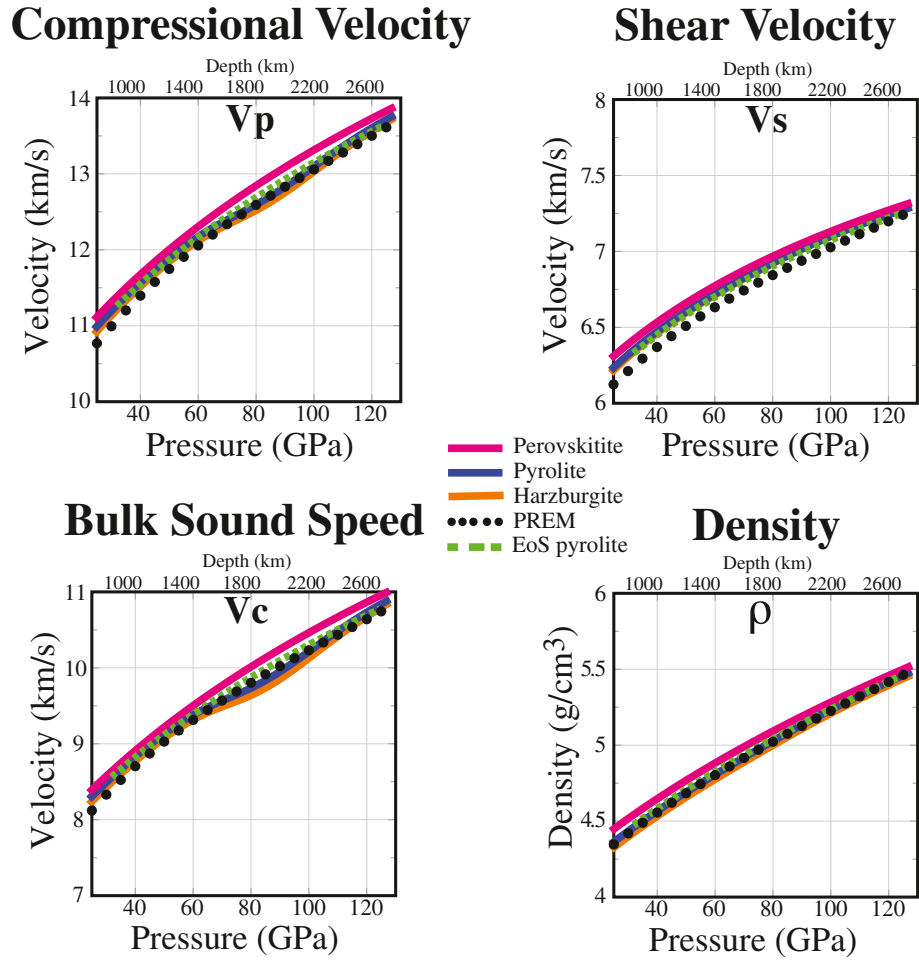 Compressional Velocity
Depth (km)
1000 1400 1800 2200 2600
Vp
14
13
12
11
10
Velocity (km/s)
40 60 80 100 120
Pressure (GPa)
Shear Velocity
Depth (km)
1000 1400 1800 2200 2600
Vs
8
7.5
7
6.5
6
Velocity (km/s)
40 60 80 100 120
Pressure (GPa)
Perovskitite
Pyrolite
Harzburgite
PREM
EoS pyrolite
Bulk Sound Speed
Depth (km)
1000 1400 1800 2200 2600
Vc
11
10
9
8
7
Velocity (km/s)
40 60 80 100 120
Pressure (GPa)
Density
Depth (km)
1000 1400 1800 2200 2600
ρ
6
5.5
5
4.5
4
Density (g/cm³)
40 60 80 100 120
Pressure (GPa)